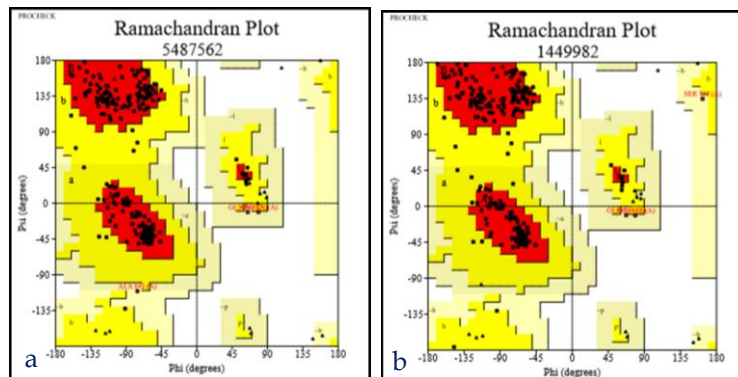 PROCHECK
Ramachandran Plot
5487562
180
135
90
45
0
-45
-90
-135
Psi (degrees)
B
b
~b
a
~a
l
~l
p
~p
~b
~b
~b
-180 -135 -90 -45 0 45 90 135 180
Phi (degrees)
a
PROCHECK
Ramachandran Plot
1449982
180
135
90
45
0
-45
-90
-135
-180
Psi (degrees)
b
~b
a
~a
l
~l
~p
~b
~b
~b
-180 -135 -90 -45 0 45 90 135 180
Phi (degrees)
b